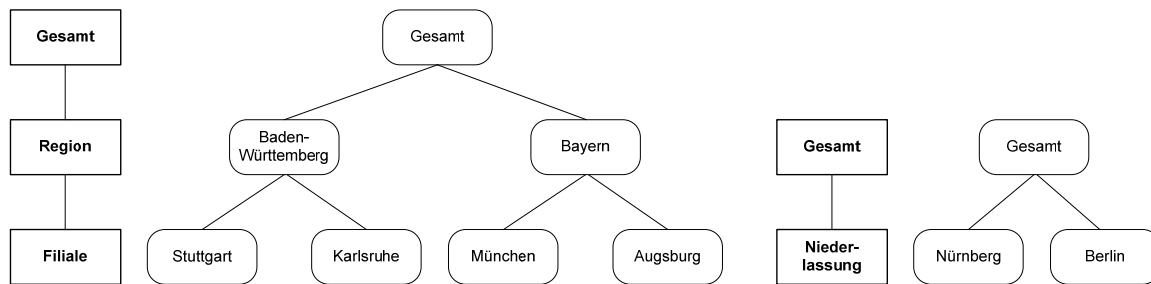 Gesamt
Gesamt
Region
Baden-
Württemberg
Bayern
Gesamt
Gesamt
Filiale
Stuttgart
Karlsruhe
München
Augsburg
Nieder-
lassung
Nürnberg
Berlin